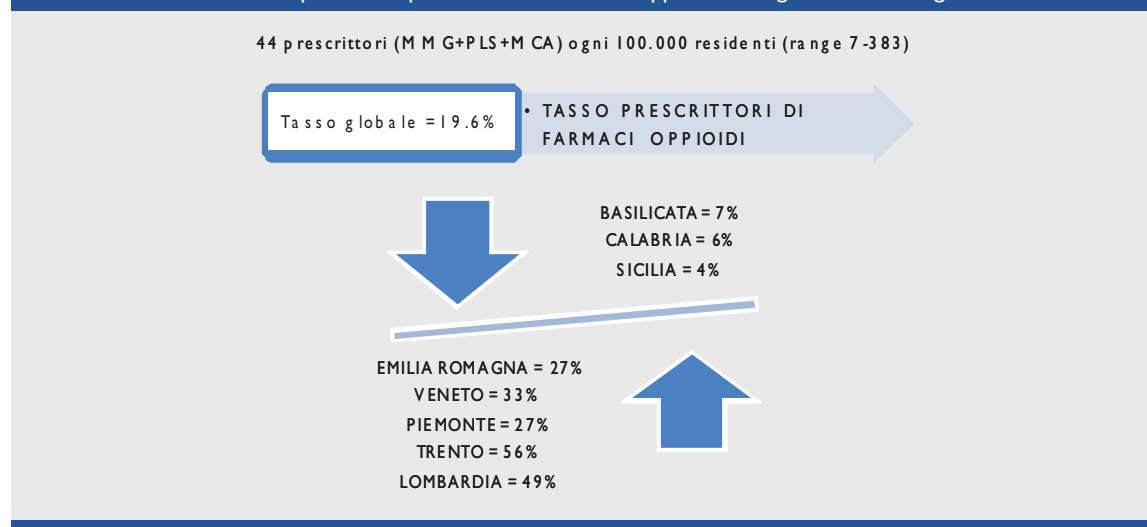 44 prescrittori (MMG+PLS+MCA) ogni 100.000 residenti (range 7-383)
Tasso globale =19.6%
• TASSO PRESCRITTORI DI
FARMACI OPPIOIDI
BASILICATA = 7%
CALABRIA = 6%
SICILIA = 4%
EMILIA ROMAGNA = 27%
VENETO = 33%
PIEMONTE = 27%
TRENTO = 56%
LOMBARDIA = 49%